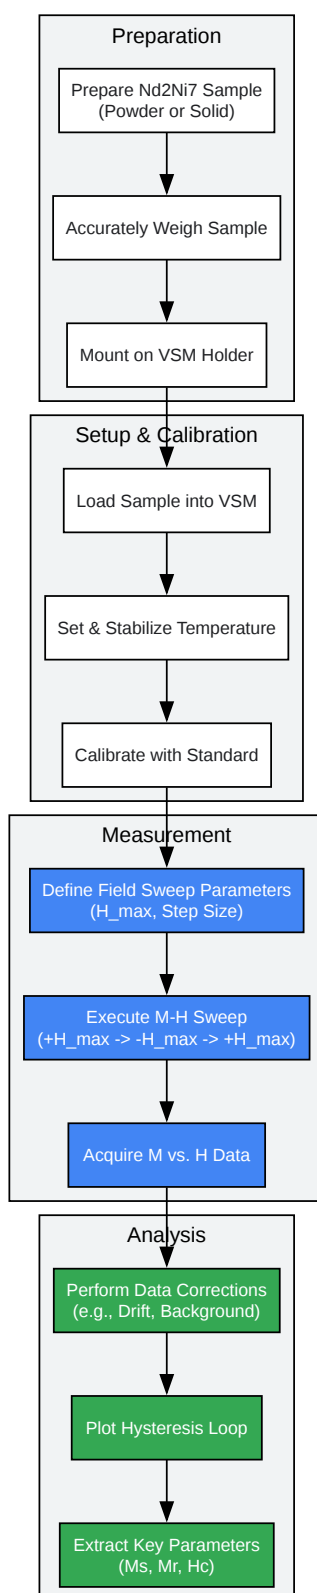 Preparation
Prepare Nd2Ni7 Sample
(Powder or Solid)
Accurately Weigh Sample
Mount on VSM Holder
Setup & Calibration
Load Sample into VSM
Set & Stabilize Temperature
Calibrate with Standard
Measurement
Define Field Sweep Parameters
(H_max, Step Size)
Execute M-H Sweep
(+H_max -> -H_max -> +H_max)
Acquire M vs. H Data
Analysis
Perform Data Corrections
(e.g., Drift, Background)
Plot Hysteresis Loop
Extract Key Parameters
(Ms, Mr, Hc)